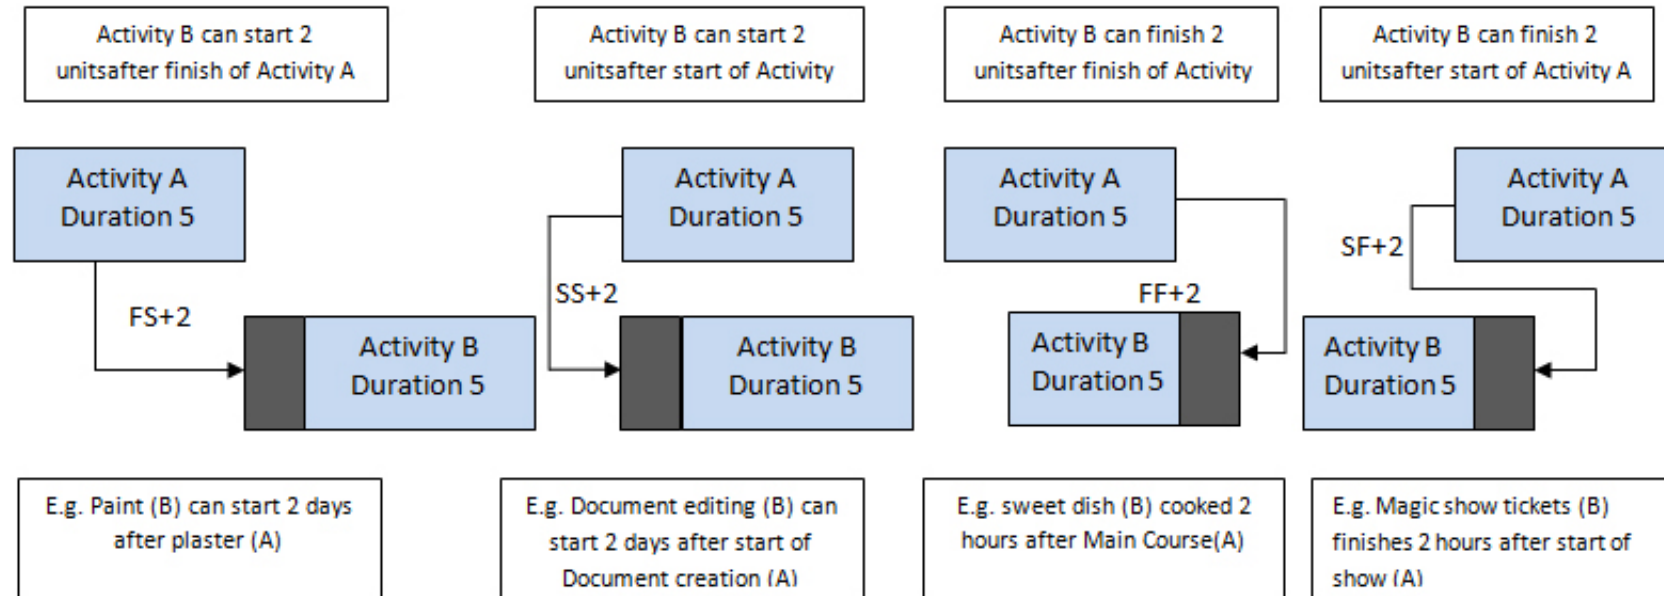 Activity B can start 2
unitsafter finish of Activity A
Activity B can start 2
unitsafter start of Activity
Activity B can finish 2
unitsafter finish of Activity
Activity B can finish 2
unitsafter start of Activity A
Activity A
Duration 5
Activity A
Duration 5
Activity A
Duration 5
Activity A
Duration 5
FS+2
SS+2
FF+2
SF+2
Activity B
Duration 5
Activity B
Duration 5
Activity B
Duration 5
Activity B
Duration 5
E.g. Paint (B) can start 2 days
after plaster (A)
E.g. Document editing (B) can
start 2 days after start of
Document creation (A)
E.g. sweet dish (B) cooked 2
hours after Main Course(A)
E.g. Magic show tickets (B)
finishes 2 hours after start of
show (A)